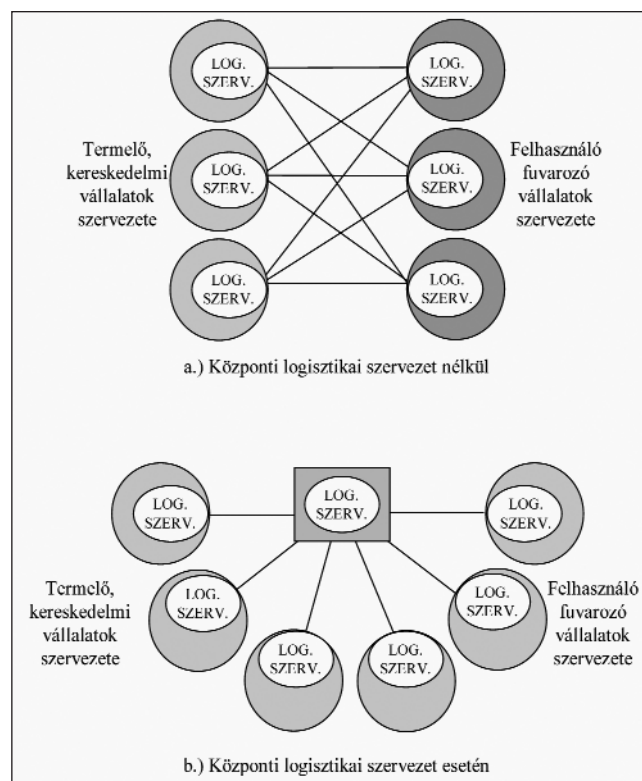 LOG.
SZERV.
LOG.
SZERV.
Termelő,
kereskedelmi
vállalatok
szervezete
LOG.
SZERV.
LOG.
SZERV.
Felhasználó
fuvarozó
vállalatok
szervezete
LOG.
SZERV.
LOG.
SZERV.
a.) Központi logisztikai szervezet nélkül
LOG.
SZERV.
LOG.
SZERV.
LOG.
SZERV.
Termelő,
kereskedelmi
vállalatok
szervezete
LOG.
SZERV.
LOG.
SZERV.
Felhasználó
fuvarozó
vállalatok
szervezete
LOG.
SZERV.
LOG.
SZERV.
b.) Központi logisztikai szervezet esetén